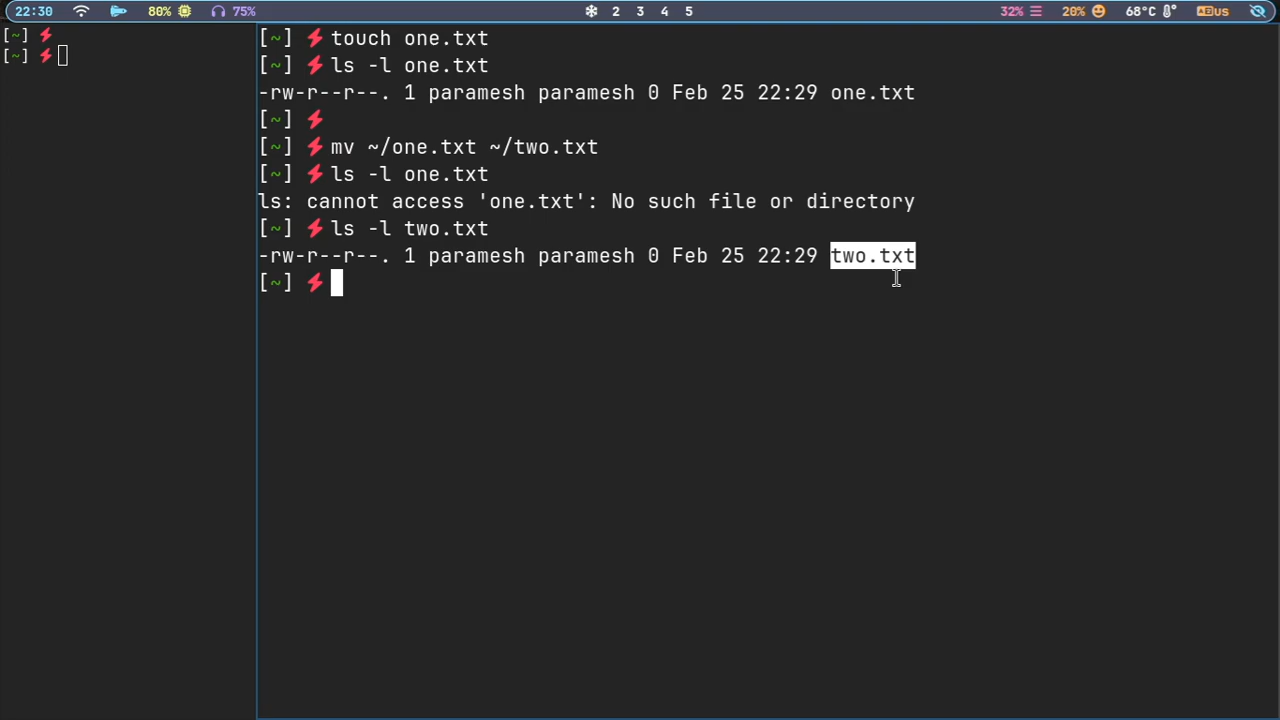 22:30 80% 75% 2 3 4 5 32% 20% 68°C us
[~]
[~]
[~] touch one.txt
[~] ls -l one.txt
-rw-r--r--. 1 paramesh paramesh 0 Feb 25 22:29 one.txt
[~]
[~] mv ~/one.txt ~/two.txt
[~] ls -l one.txt
ls: cannot access 'one.txt': No such file or directory
[~] ls -l two.txt
-rw-r--r--. 1 paramesh paramesh 0 Feb 25 22:29 two.txt
[~]